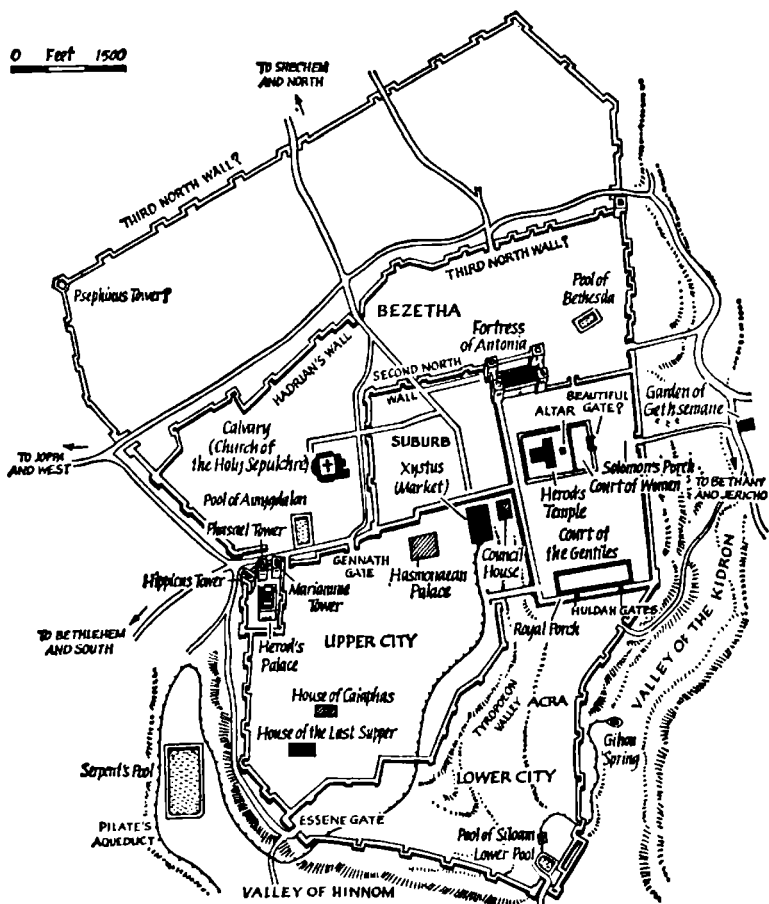 0 Feet 1500
TO SHECHEM
AND NORTH
THIRD NORTH WALL?
Psephinus Tower?
THIRD NORTH WALL?
BEZETHA
Pool of
Bethesda
Fortress
of Antonia
HADRIAN'S WALL
SECOND NORTH
WALL
BEAUTIFUL
GATE?
ALTAR
Garden of
Gethsemane
Calvary
(Church of
the Holy Sepulchre)
SUBURB
TO JOPPA
AND WEST
Xystus
(Market)
Solomon's Porch
Court of Women
TO BETHANY
AND JERICHO
Herod's
Temple
Pool of Amygdalan
Phasael Tower
GENNATH
GATE
Hasmonaean
Palace
Council
House
Court of
the Gentiles
Hippicus Tower
Mariamme
Tower
HULDAH GATES
VALLEY OF THE KIDRON
TO BETHLEHEM
AND SOUTH
Herod's
Palace
UPPER CITY
Royal Porch
House of Caiaphas
House of the Last Supper
TYROPOEON
VALLEY
ACRA
Gihon
Spring
Serpent's Pool
LOWER CITY
PILATE'S
AQUEDUCT
ESSENE GATE
Pool of Siloam
Lower Pool
VALLEY OF HINNOM